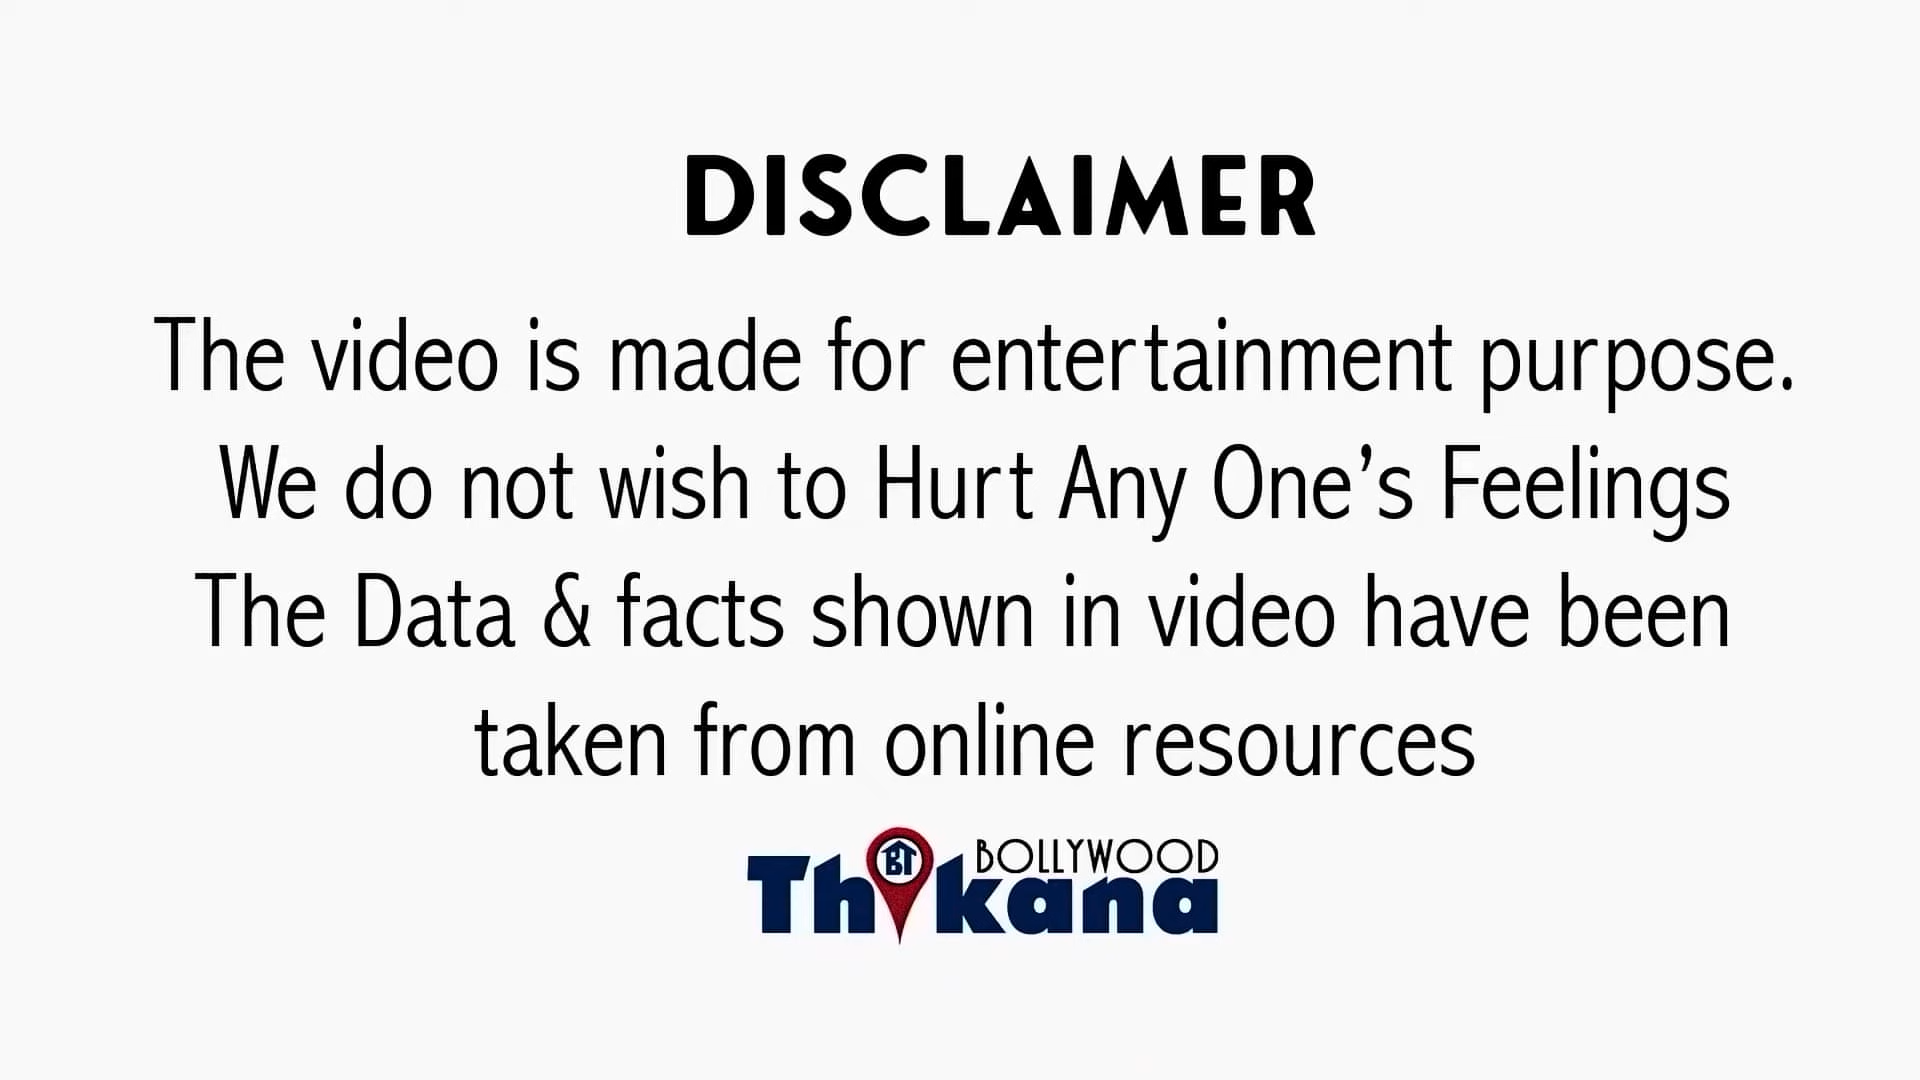 DISCLAIMER
The video is made for entertainment purpose.
We do not wish to Hurt Any One’s Feelings
The Data & facts shown in video have been
taken from online resources
BT
BOLLYWOOD
Thikana